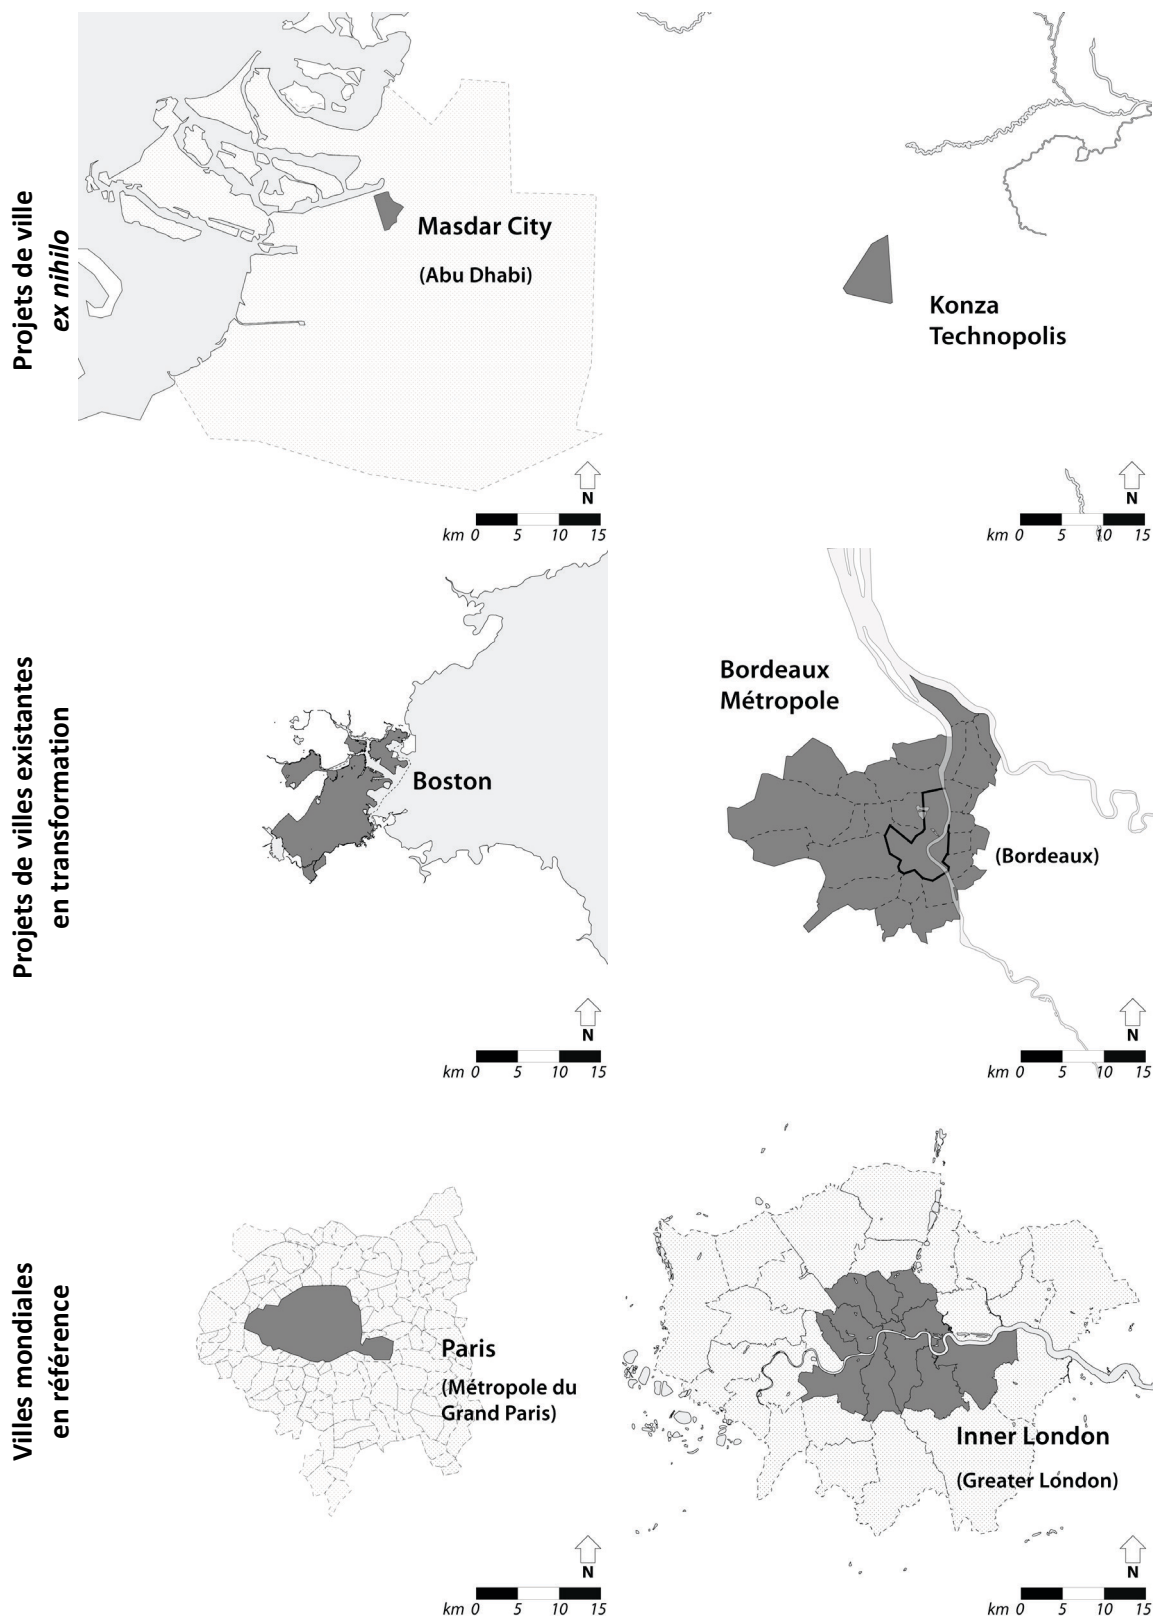 Projets de ville
ex nihilo
Masdar City
(Abu Dhabi)
N
km 0 5 10 15
Konza
Technopolis
N
km 0 5 10 15
Projets de villes existantes
en transformation
Boston
N
km 0 5 10 15
Bordeaux
Métropole
(Bordeaux)
N
km 0 5 10 15
Villes mondiales
en référence
Paris
(Métropole du
Grand Paris)
N
km 0 5 10 15
Inner London
(Greater London)
N
km 0 5 10 15